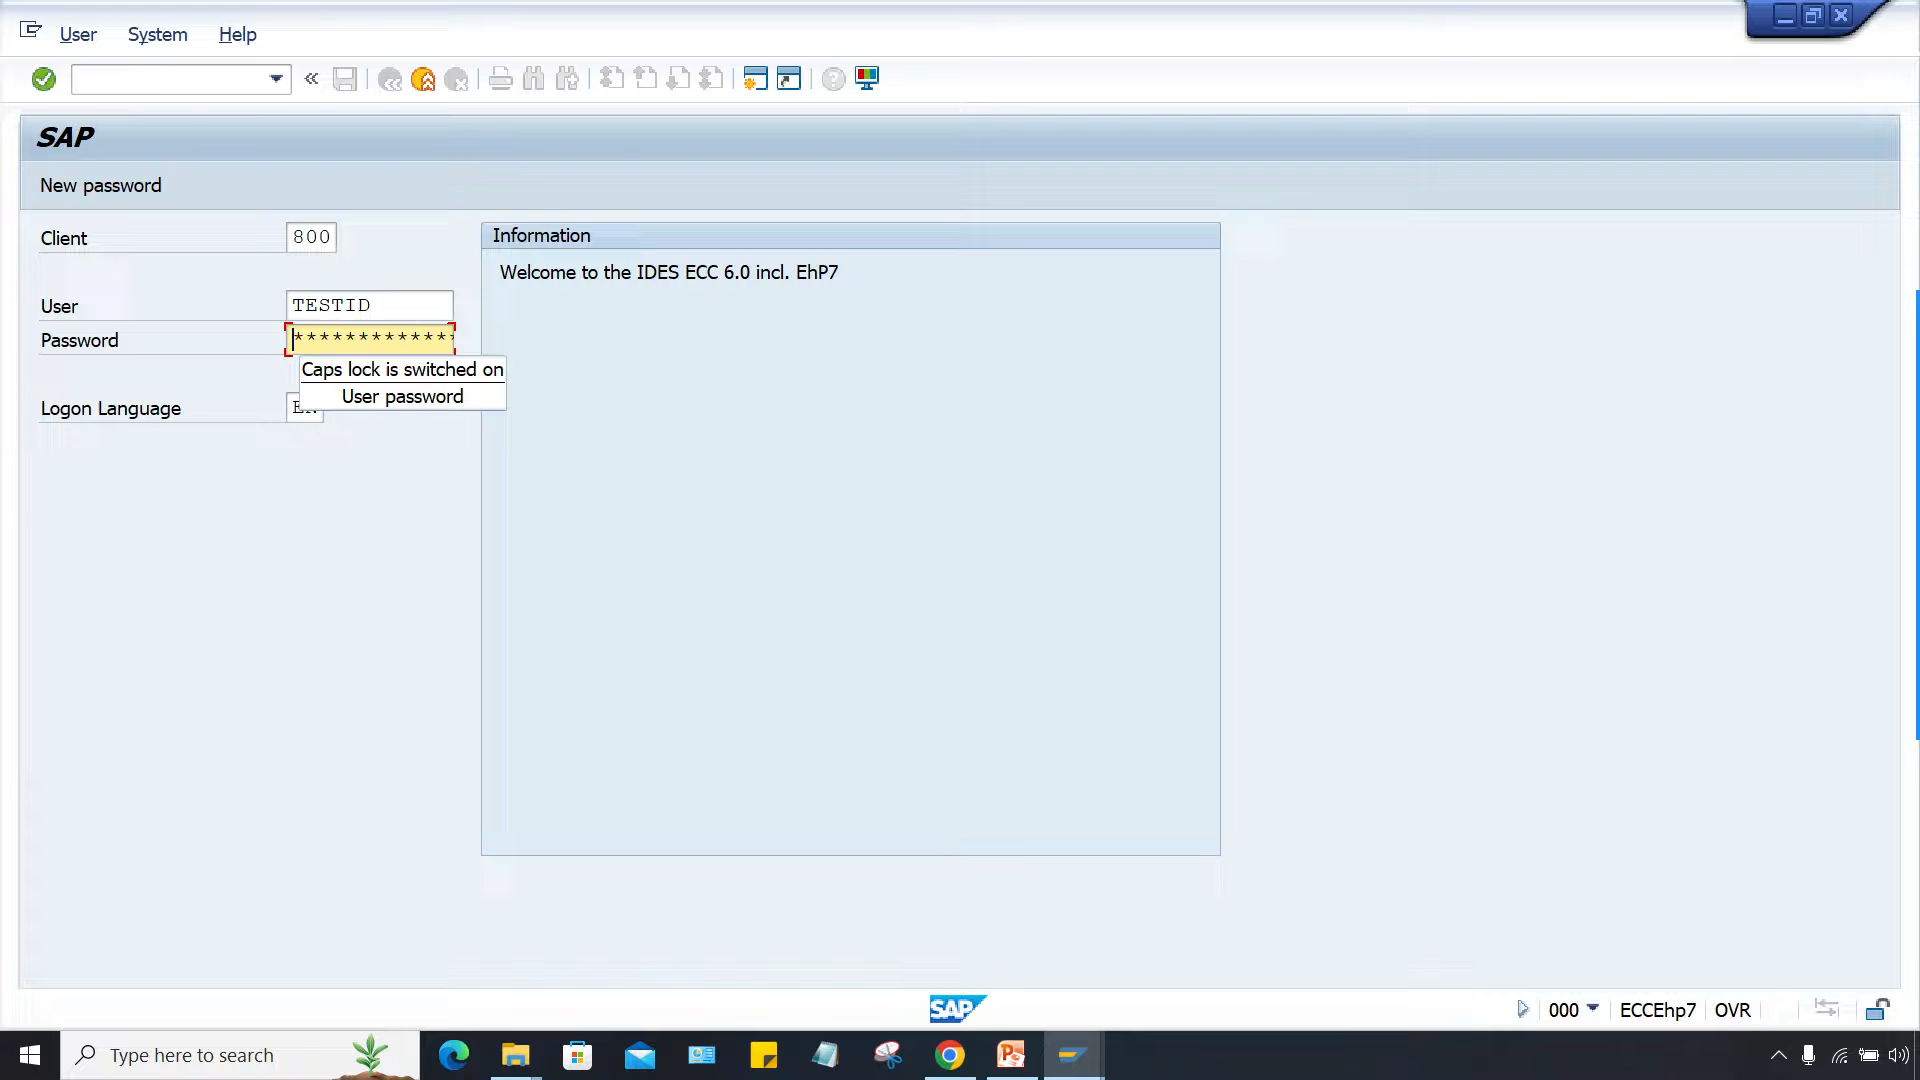 User System Help
SAP
New password
Client 800
User TESTID
Password *************
Caps lock is switched on
User password
Logon Language
Information
Welcome to the IDES ECC 6.0 incl. EhP7
SAP
000 ECCEhp7 OVR
Type here to search